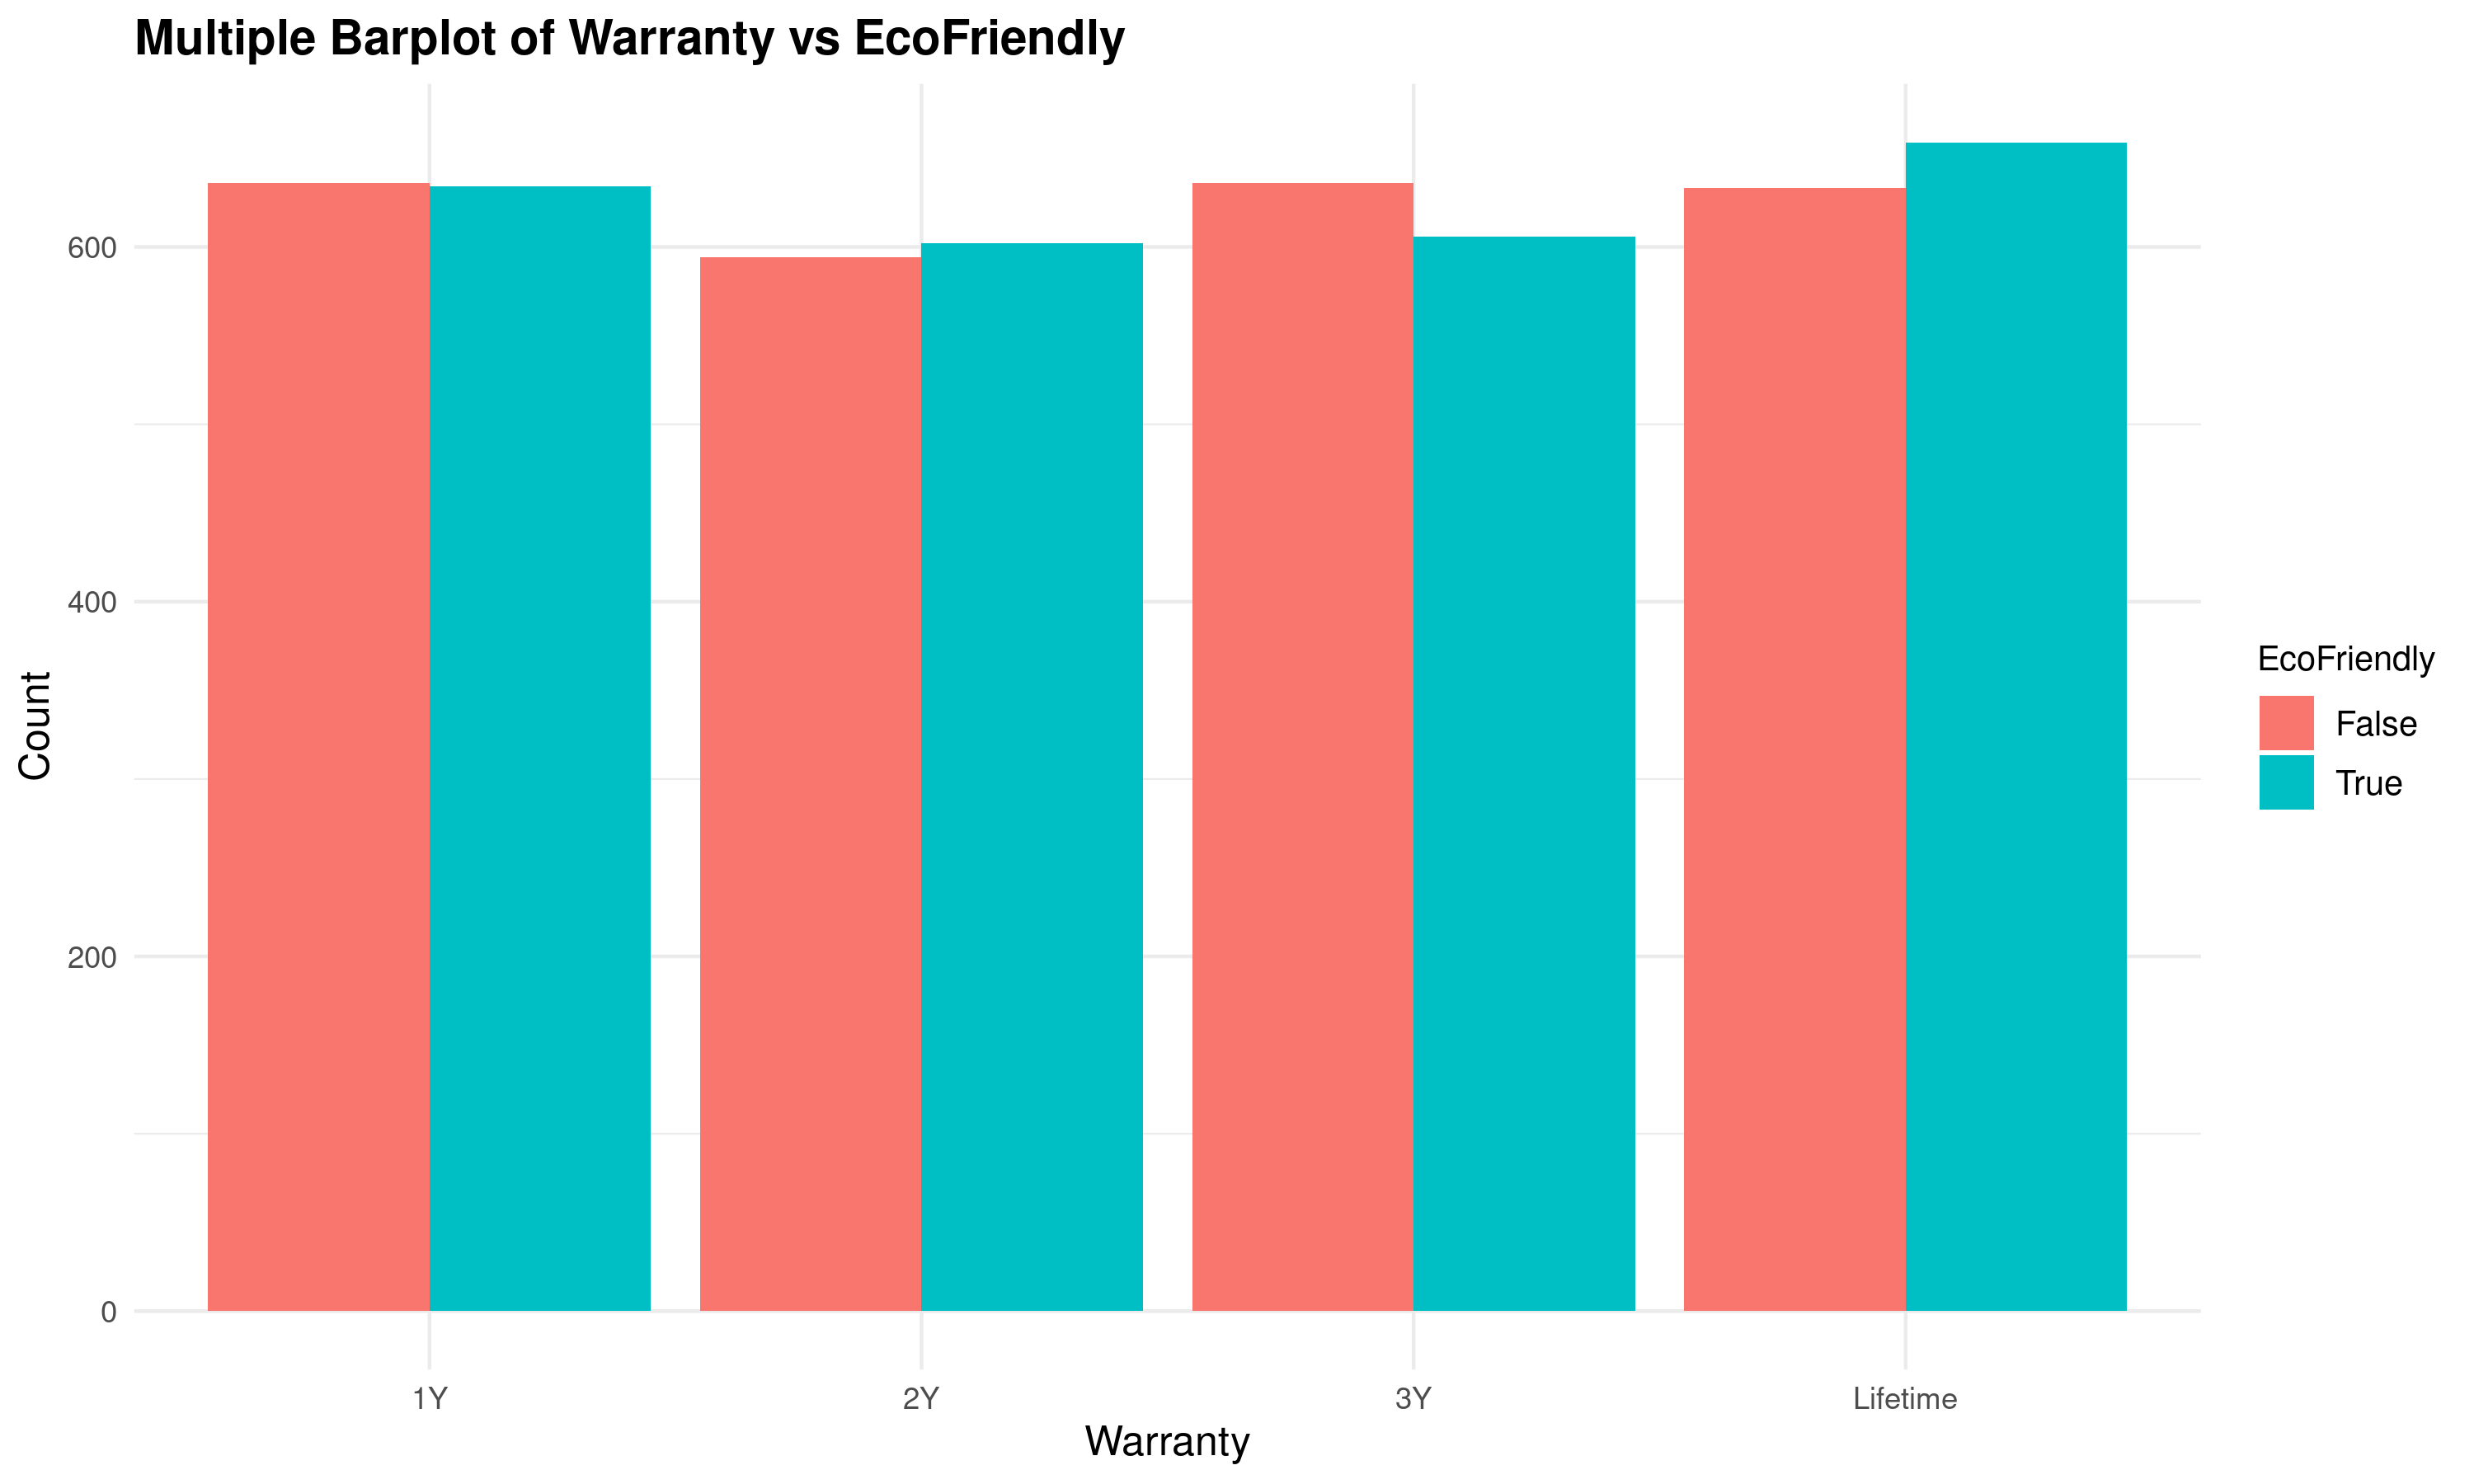 Multiple Barplot of Warranty vs EcoFriendly
600
400
200
0
Count
1Y
2Y
3Y
Lifetime
Warranty
EcoFriendly
False
True